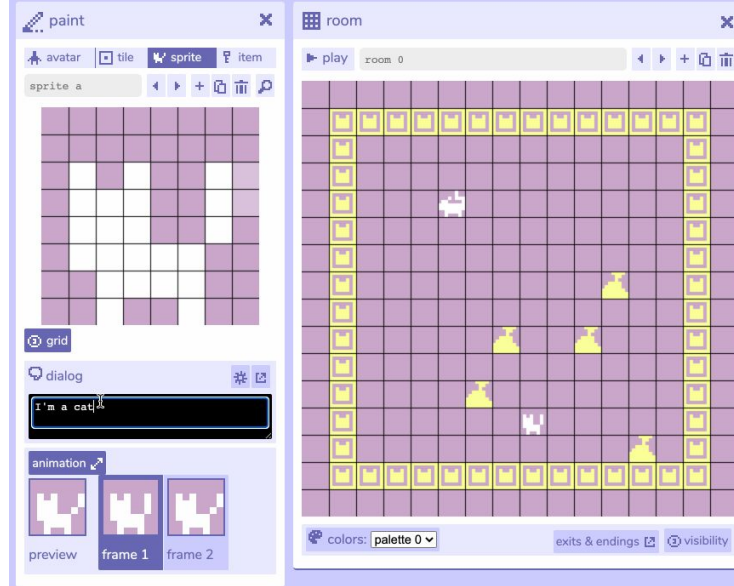 paint
avatar tile sprite item
sprite a
grid
dialog
I'm a cat
animation
preview frame 1 frame 2
room
play room 0
colors: palette 0 exits & endings visibility